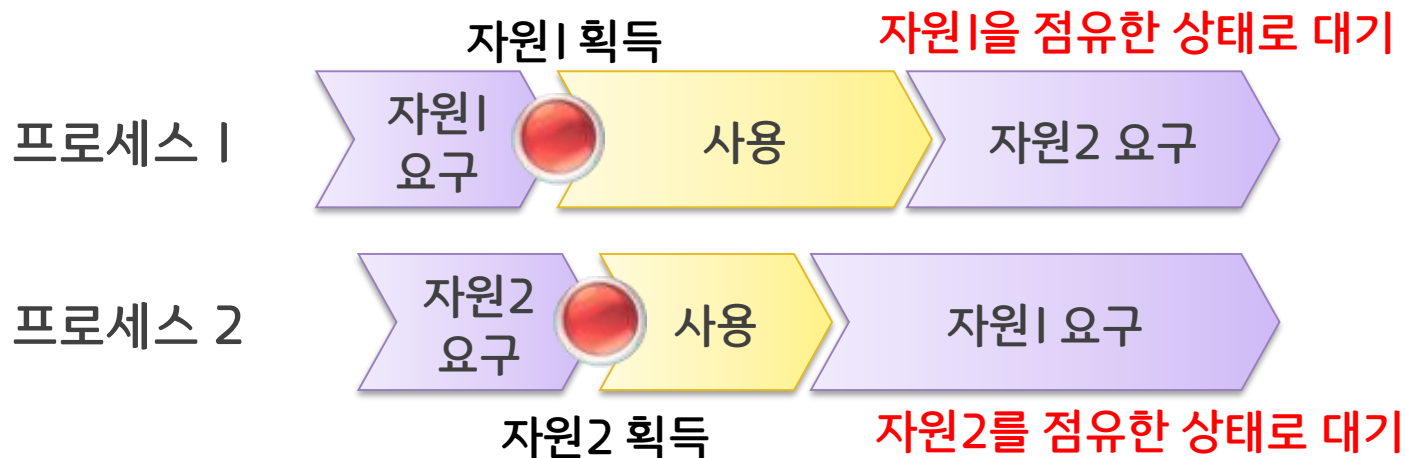 자원1 획득
자원1을 점유한 상태로 대기
프로세스 1
자원1
요구
사용
자원2 요구
프로세스 2
자원2
요구
사용
자원1 요구
자원2 획득
자원2를 점유한 상태로 대기